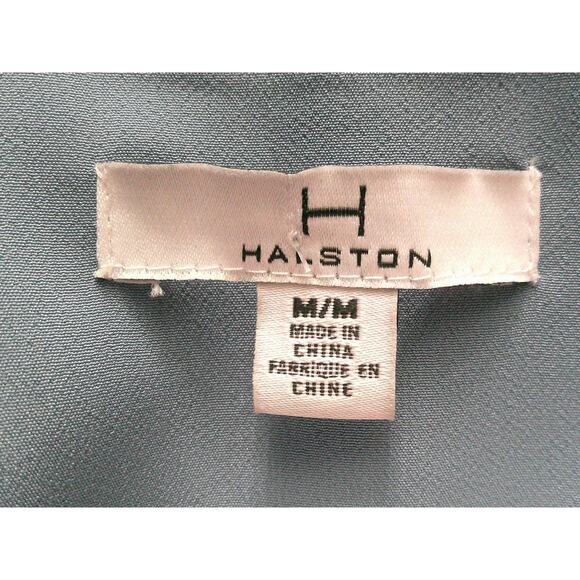 H
HALSTON
M/M
MADE IN
CHINA
FABRIQUE EN
CHINE